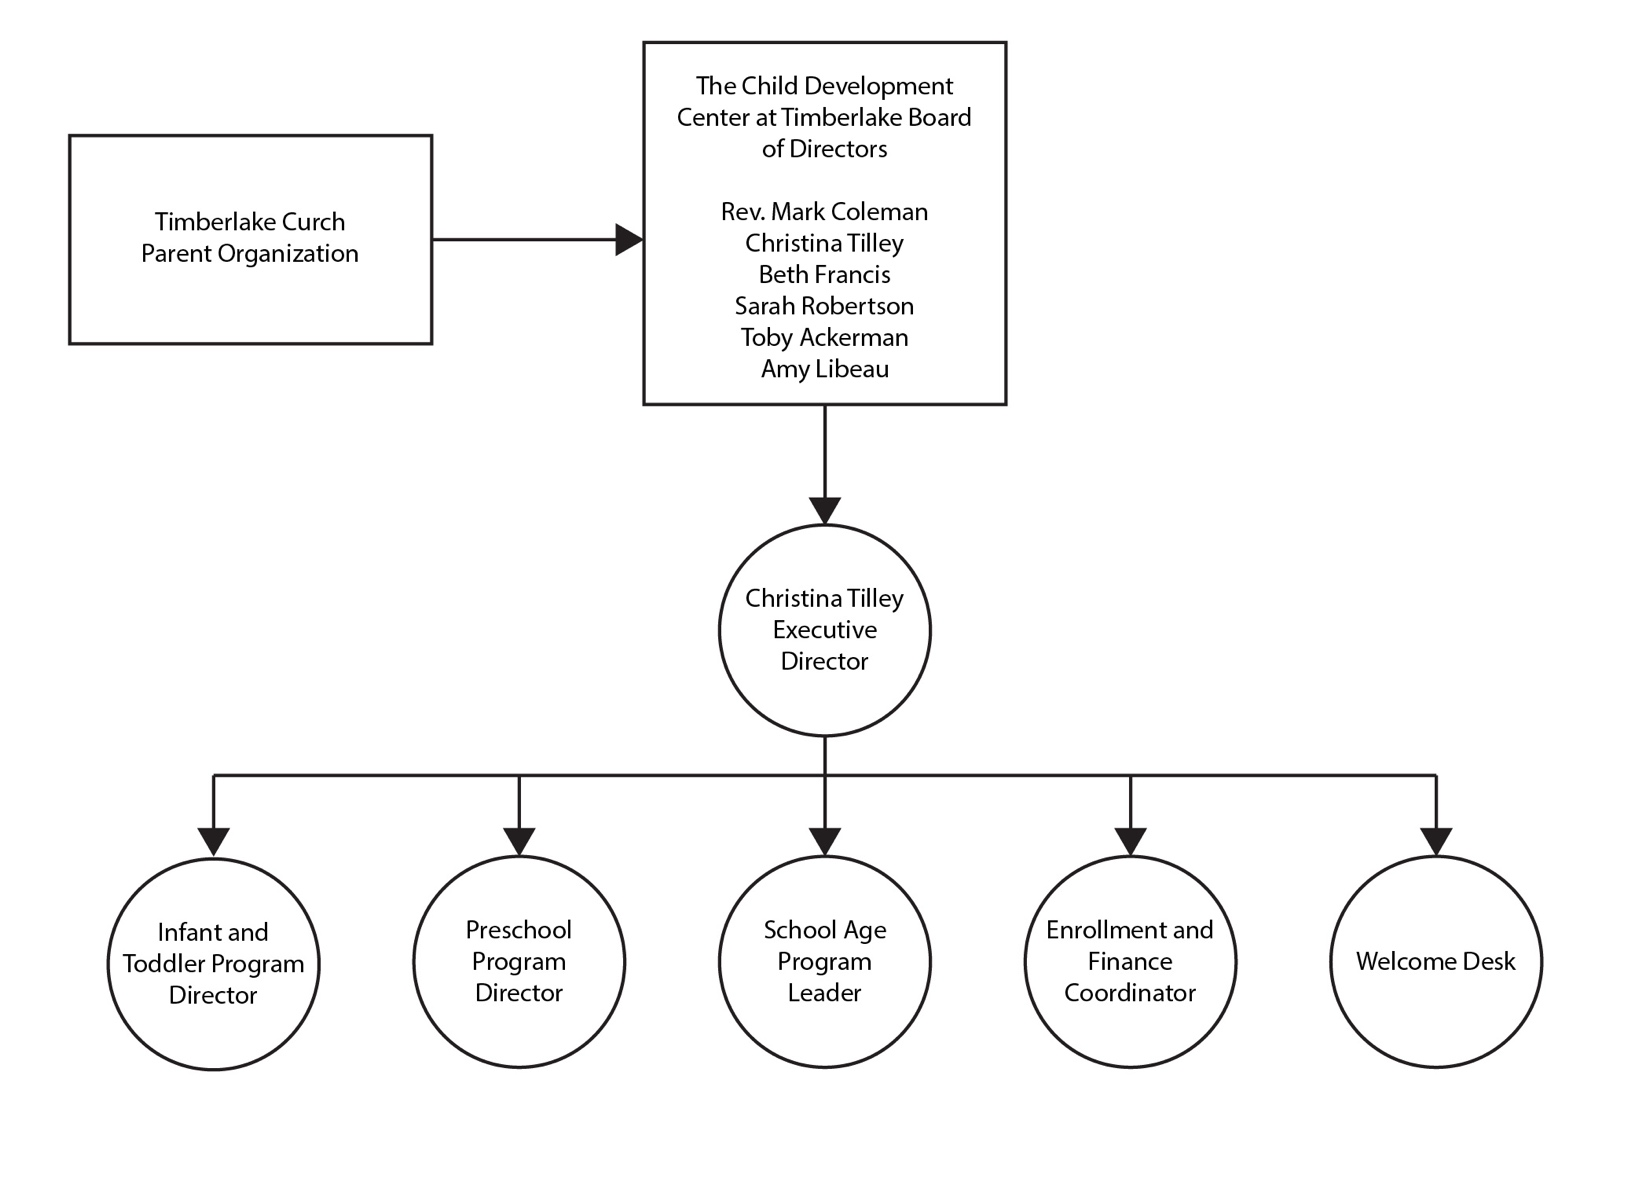 Timberlake Curch
Parent Organization
The Child Development
Center at Timberlake Board
of Directors
Rev. Mark Coleman
Christina Tilley
Beth Francis
Sarah Robertson
Toby Ackerman
Amy Libeau
Christina Tilley
Executive
Director
Infant and
Toddler Program
Director
Preschool
Program
Director
School Age
Program
Leader
Enrollment and
Finance
Coordinator
Welcome Desk